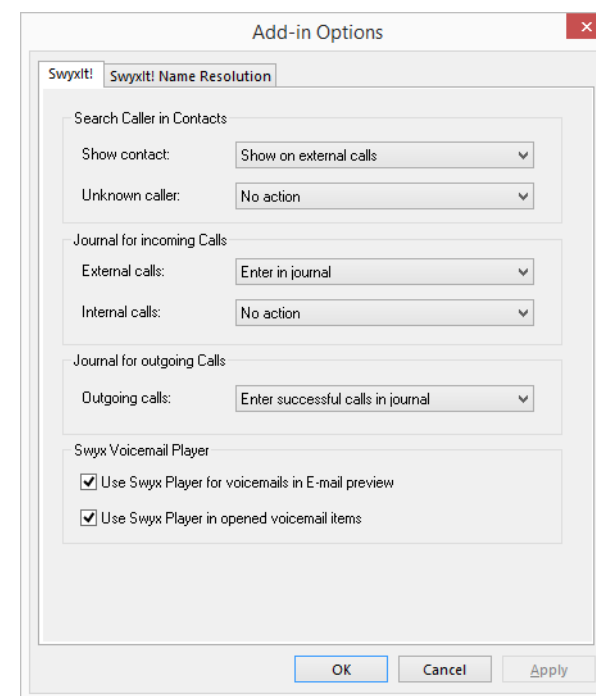 Add-in Options
SwyxIt! SwyxIt! Name Resolution
Search Caller in Contacts
Show contact: Show on external calls
Unknown caller: No action
Journal for incoming Calls
External calls: Enter in journal
Internal calls: No action
Journal for outgoing Calls
Outgoing calls: Enter successful calls in journal
Swyx Voicemail Player
Use Swyx Player for voicemails in E-mail preview
Use Swyx Player in opened voicemail items
OK Cancel Apply